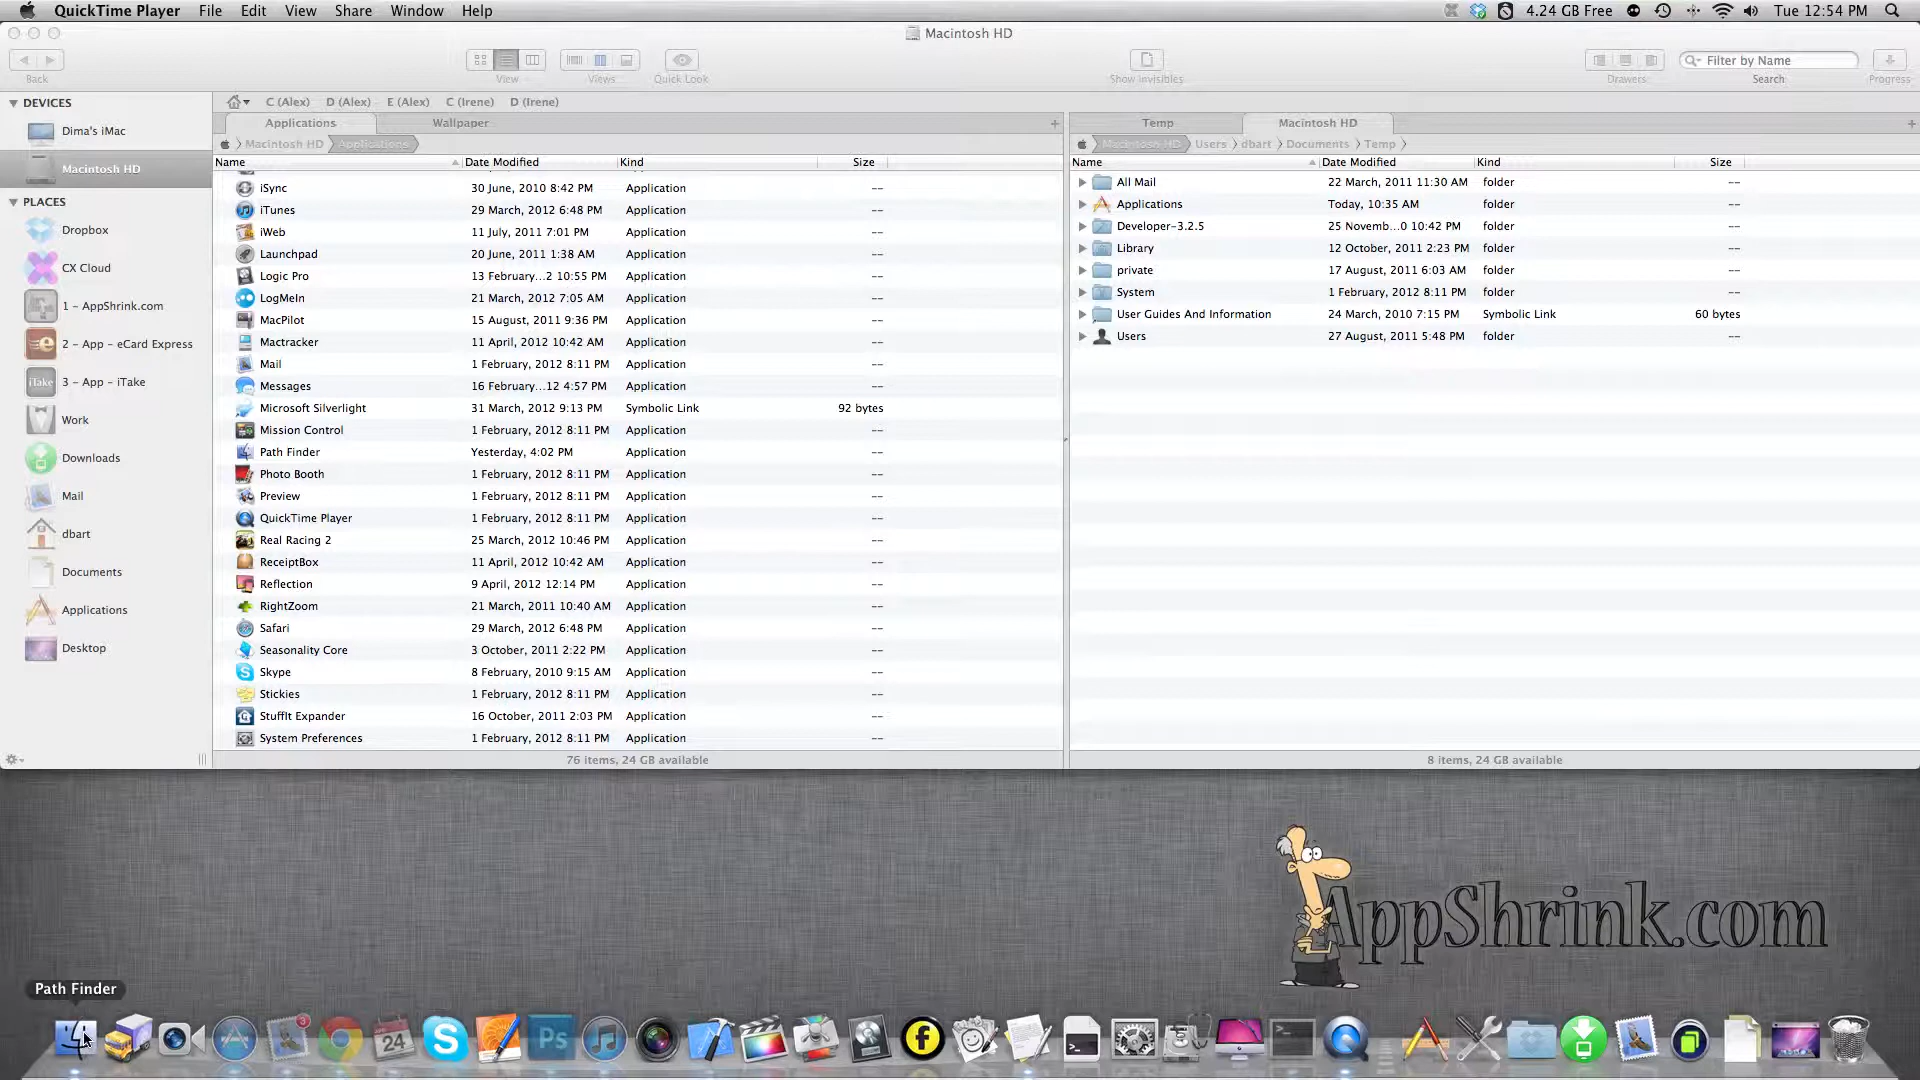 QuickTime Player File Edit View Share Window Help 4.24 GB Free Tue 12:54 PM
Macintosh HD
Filter by Name
Back View Views Quick Look Show Invisibles Drawers Search Progress
DEVICES
Dima's iMac
Macintosh HD
PLACES
Dropbox
CX Cloud
1 - AppShrink.com
2 - App - eCard Express
iTake 3 - App - iTake
Work
Downloads
Mail
dbart
Documents
Applications
Desktop
C (Alex) D (Alex) E (Alex) C (Irene) D (Irene)
Applications Wallpaper +
Macintosh HD Applications
Name Date Modified Kind Size
iSync 30 June, 2010 8:42 PM Application --
iTunes 29 March, 2012 6:48 PM Application --
iWeb 11 July, 2011 7:01 PM Application --
Launchpad 20 June, 2011 1:38 AM Application --
Logic Pro 13 February...2 10:55 PM Application --
LogMeIn 21 March, 2012 7:05 AM Application --
MacPilot 15 August, 2011 9:36 PM Application --
Mactracker 11 April, 2012 10:42 AM Application --
Mail 1 February, 2012 8:11 PM Application --
Messages 16 February...12 4:57 PM Application --
Microsoft Silverlight 31 March, 2012 9:13 PM Symbolic Link 92 bytes
Mission Control 1 February, 2012 8:11 PM Application --
Path Finder Yesterday, 4:02 PM Application --
Photo Booth 1 February, 2012 8:11 PM Application --
Preview 1 February, 2012 8:11 PM Application --
QuickTime Player 1 February, 2012 8:11 PM Application --
Real Racing 2 25 March, 2012 10:46 PM Application --
ReceiptBox 11 April, 2012 10:42 AM Application --
Reflection 9 April, 2012 12:14 PM Application --
RightZoom 21 March, 2011 10:40 AM Application --
Safari 29 March, 2012 6:48 PM Application --
Seasonality Core 3 October, 2011 2:22 PM Application --
Skype 8 February, 2010 9:15 AM Application --
Stickies 1 February, 2012 8:11 PM Application --
StuffIt Expander 16 October, 2011 2:03 PM Application --
System Preferences 1 February, 2012 8:11 PM Application --
76 items, 24 GB available
Temp Macintosh HD +
Macintosh HD Users dbart Documents Temp
Name Date Modified Kind Size
All Mail 22 March, 2011 11:30 AM folder --
Applications Today, 10:35 AM folder --
Developer-3.2.5 25 Novemb...0 10:42 PM folder --
Library 12 October, 2011 2:23 PM folder --
private 17 August, 2011 6:03 AM folder --
System 1 February, 2012 8:11 PM folder --
User Guides And Information 24 March, 2010 7:15 PM Symbolic Link 60 bytes
Users 27 August, 2011 5:48 PM folder --
8 items, 24 GB available
AppShrink.com
Path Finder
3
24
Ps
f